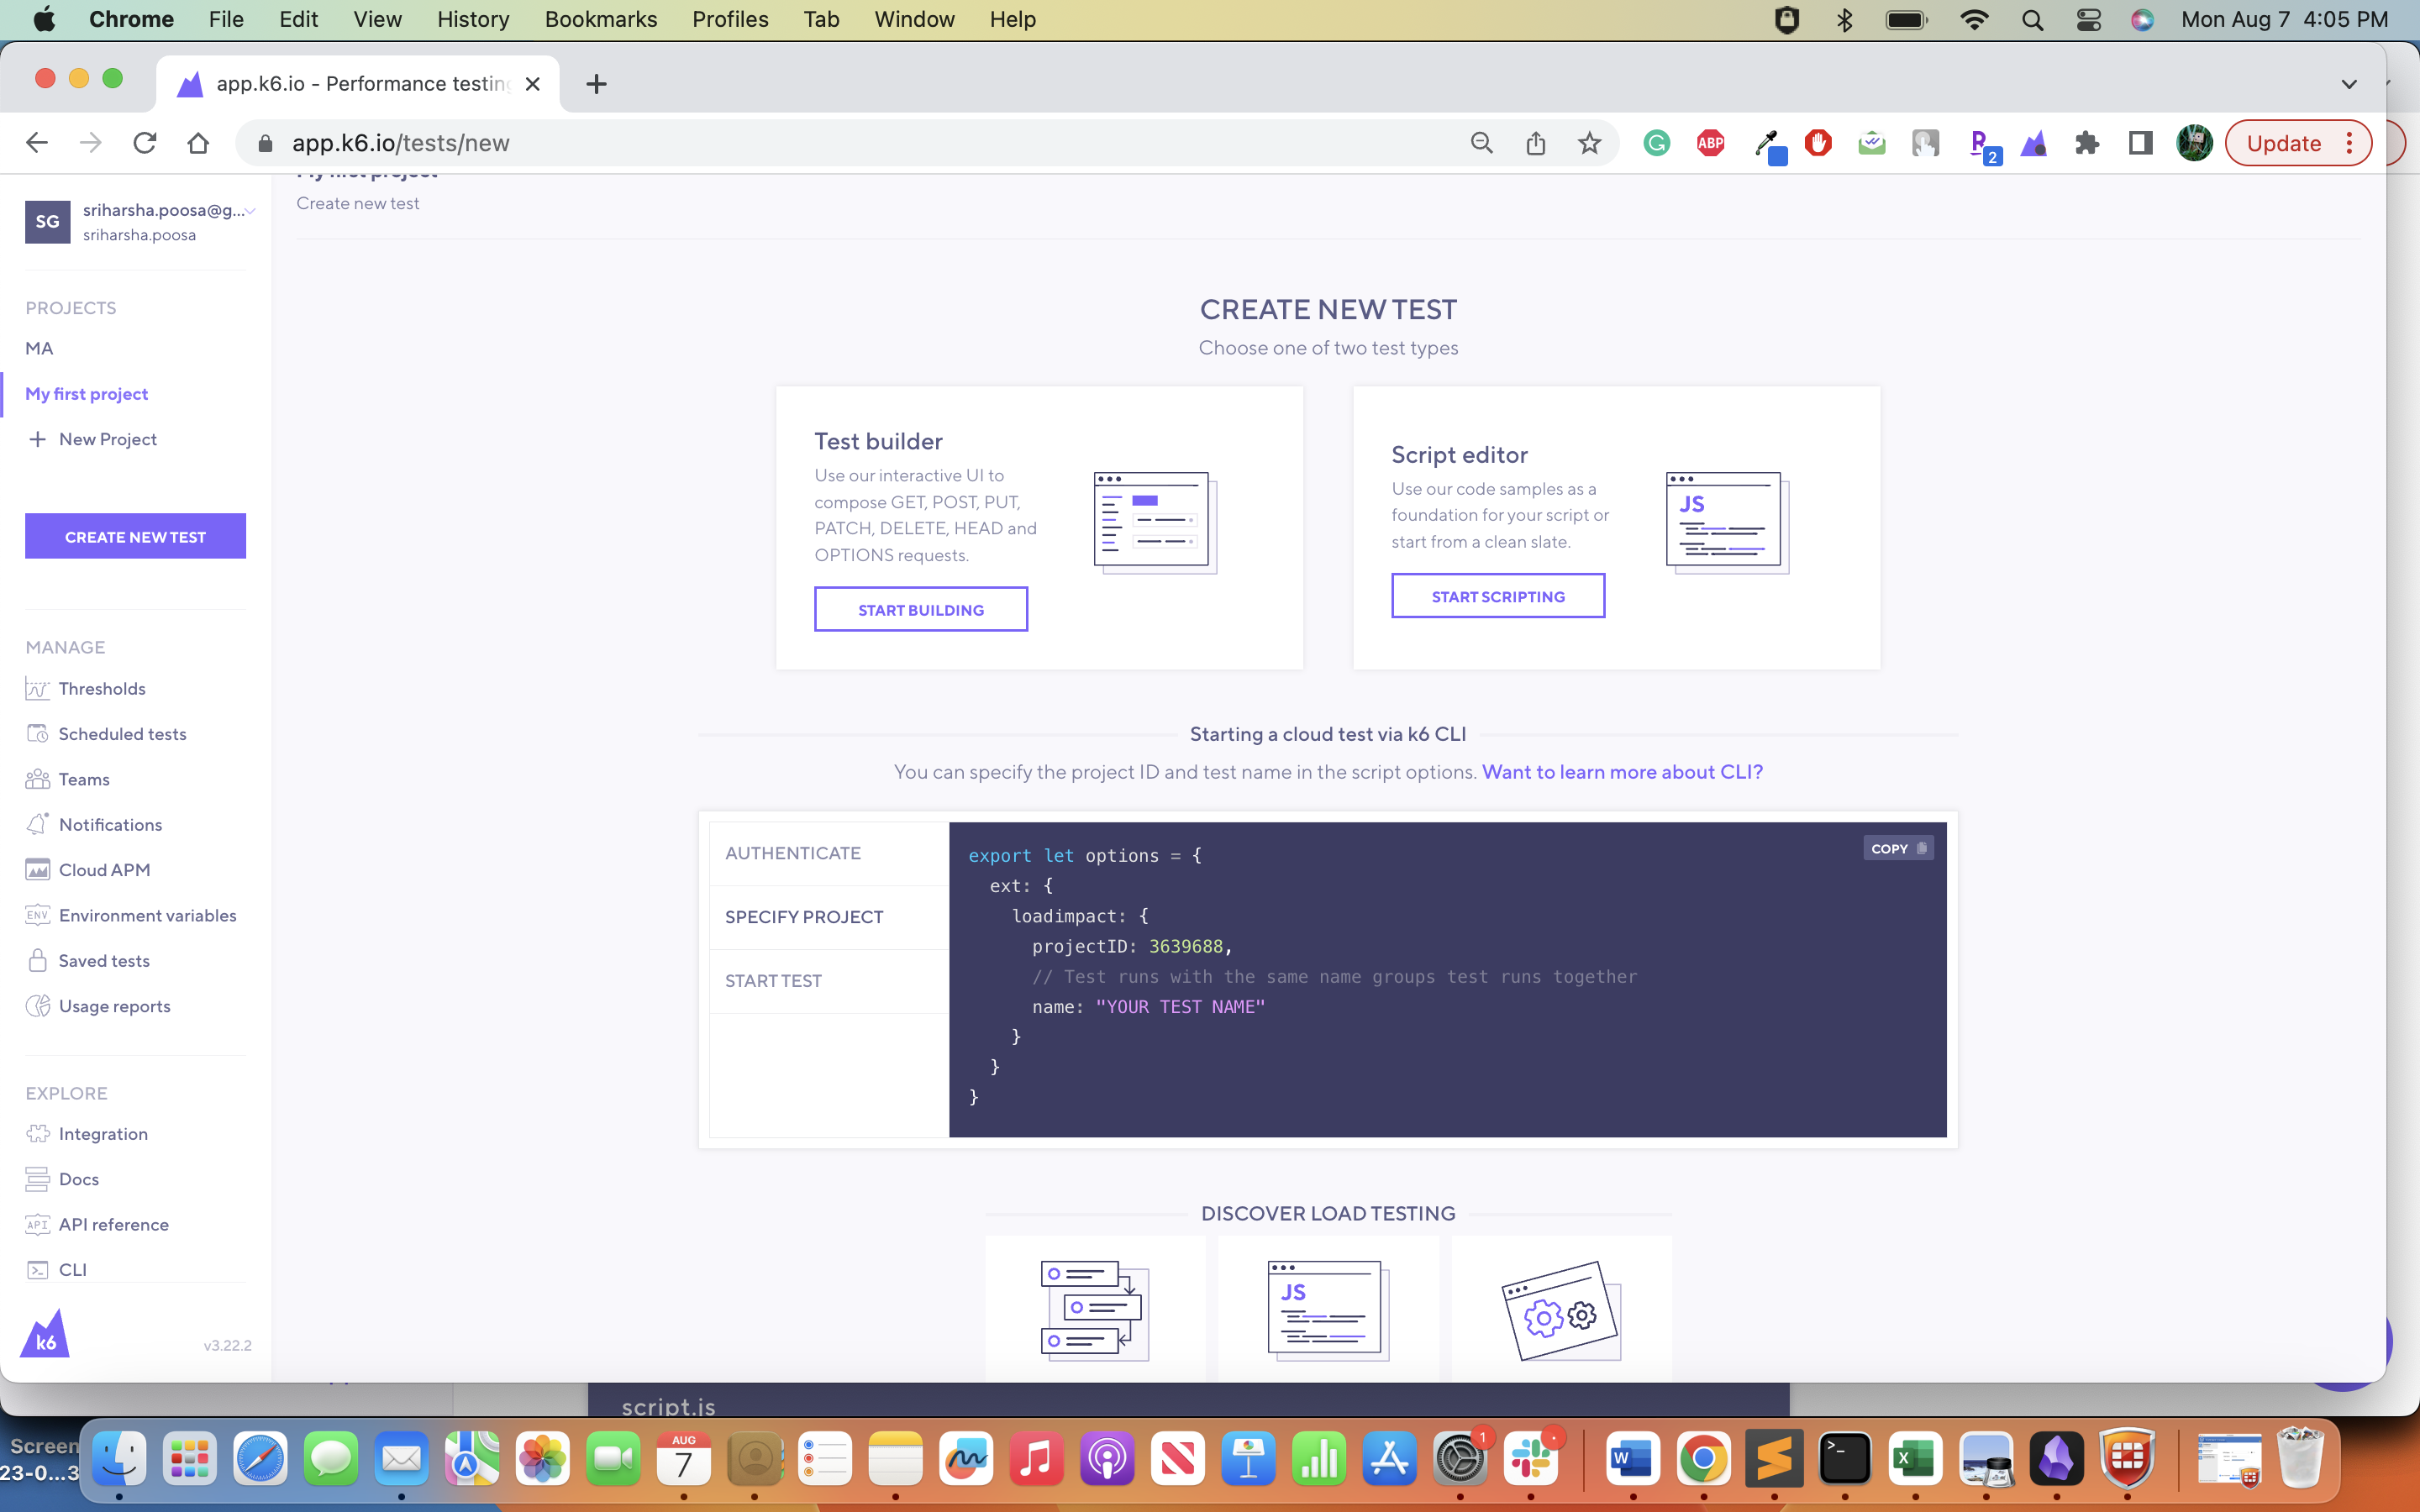 Chrome File Edit View History Bookmarks Profiles Tab Window Help Mon Aug 7 4:05 PM
app.k6.io - Performance testing
app.k6.io/tests/new
ABP
2
Update
My first project
Create new test
SG
sriharsha.poosa@g...
sriharsha.poosa
PROJECTS
MA
My first project
New Project
CREATE NEW TEST
MANAGE
Thresholds
Scheduled tests
Teams
Notifications
Cloud APM
ENV Environment variables
Saved tests
Usage reports
EXPLORE
Integration
Docs
API API reference
CLI
k6
v3.22.2
CREATE NEW TEST
Choose one of two test types
Test builder
Use our interactive UI to
compose GET, POST, PUT,
PATCH, DELETE, HEAD and
OPTIONS requests.
START BUILDING
Script editor
Use our code samples as a
foundation for your script or
start from a clean slate.
START SCRIPTING
JS
Starting a cloud test via k6 CLI
You can specify the project ID and test name in the script options. Want to learn more about CLI?
AUTHENTICATE
SPECIFY PROJECT
START TEST
COPY
export let options = {
ext: {
loadimpact: {
projectID: 3639688,
// Test runs with the same name groups test runs together
name: "YOUR TEST NAME"
}
}
}
DISCOVER LOAD TESTING
JS
script.js
Screen
23-0...3
AUG
7
1
W
X